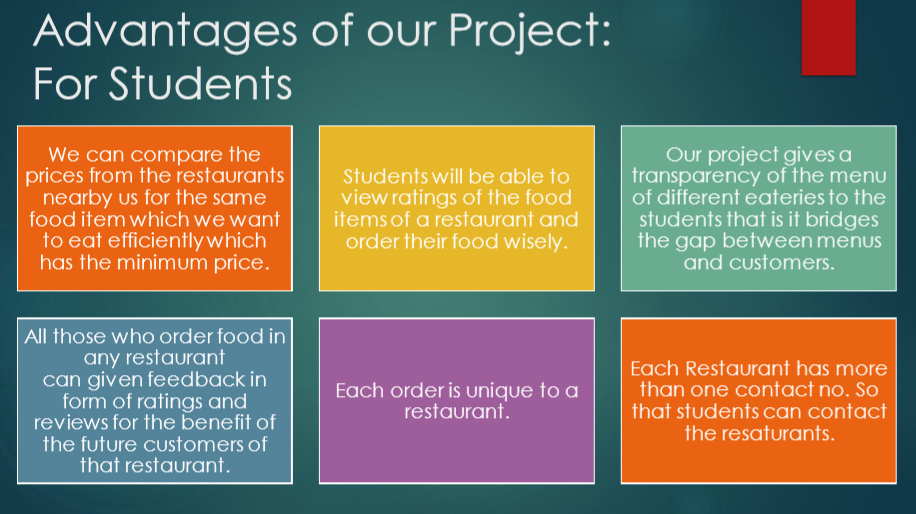 Advantages of our Project:
For Students
We can compare the
prices from the restaurants
nearby us for the same
food item which we want
to eat efficiently which
has the minimum price.
Students will be able to
view ratings of the food
items of a restaurant and
order their food wisely.
Our project gives a
transparency of the menu
of different eateries to the
students that is it bridges
the gap between menus
and customers.
All those who order food in
any restaurant
can given feedback in
form of ratings and
reviews for the benefit of
the future customers of
that restaurant.
Each order is unique to a
restaurant.
Each Restaurant has more
than one contact no. So
that students can contact
the resaturants.